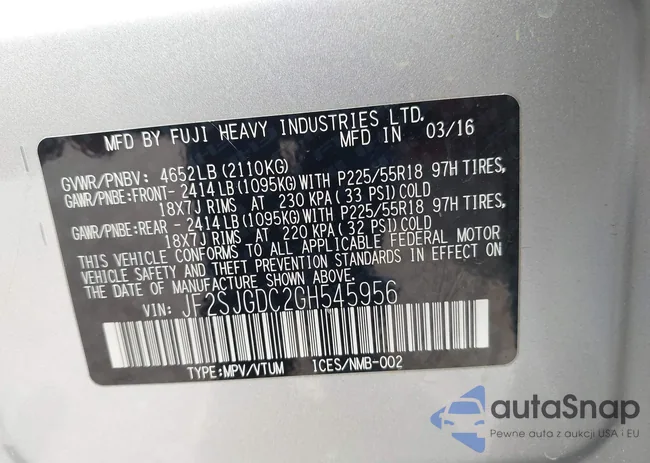 MFD BY FUJI HEAVY INDUSTRIES LTD.
MFD IN 03/16
GVWR/PNBV: 4652LB (2110KG)
GAWR/PNBE:FRONT- 2414LB (1095KG) WITH P225/55R18 97H TIRES,
18X7J RIMS AT 230 KPA (33 PSI) COLD
GAWR/PNBE:REAR - 2414LB (1095KG) WITH P225/55R18 97H TIRES,
18X7J RIMS AT 220 KPA (32 PSI) COLD
THIS VEHICLE CONFORMS TO ALL APPLICABLE FEDERAL MOTOR
VEHICLE SAFETY AND THEFT PREVENTION STANDARDS IN EFFECT ON
THE DATE OF MANUFACTURE SHOWN ABOVE.
VIN: JF2SJGDC2GH545956
TYPE:MPV/VTUM ICES/NMB-002
autaSnap
Pewne auta z aukcji USA i EU